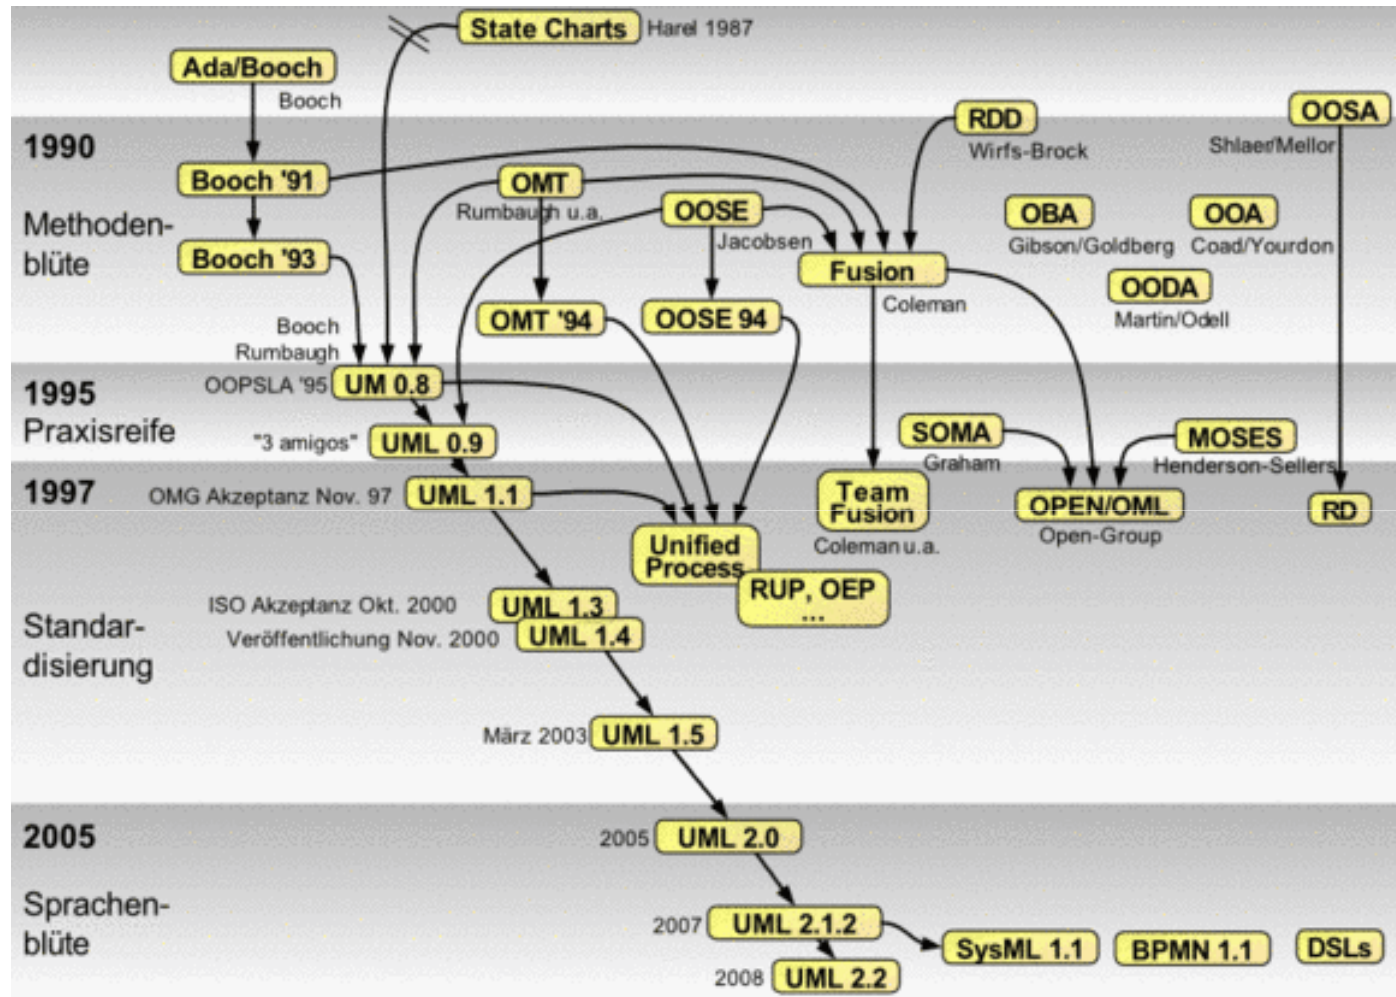 State Charts
Harel 1987
Ada/Booch
Booch
RDD
Wirfs-Brock
OOSA
Shlaer/Mellor
1990
Methoden-
blüte
Booch '91
OMT
Rumbaugh u.a.
OOSE
Jacobsen
OBA
Gibson/Goldberg
OOA
Coad/Yourdon
Booch '93
Fusion
Coleman
OODA
Martin/Odell
OMT '94
OOSE 94
Booch
Rumbaugh
OOPSLA '95
UM 0.8
1995
Praxisreife
"3 amigos"
UML 0.9
SOMA
Graham
MOSES
Henderson-Sellers
1997
OMG Akzeptanz Nov. 97
UML 1.1
Team
Fusion
Coleman u.a.
OPEN/OML
Open-Group
RD
Unified
Process
RUP, OEP
...
Standar-
disierung
ISO Akzeptanz Okt. 2000
UML 1.3
Veröffentlichung Nov. 2000
UML 1.4
März 2003
UML 1.5
2005
Sprachen-
blüte
2005
UML 2.0
2007
UML 2.1.2
SysML 1.1
BPMN 1.1
DSLs
2008
UML 2.2